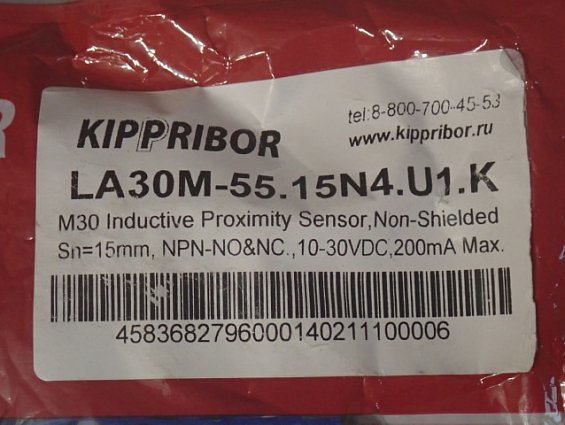 KIPPRIBOR
tel:8-800-700-45-53
www.kippribor.ru
LA30M-55.15N4.U1.K
M30 Inductive Proximity Sensor,Non-Shielded
Sn=15mm, NPN-NO&NC.,10-30VDC,200mA Max.
4583682796000140211100006